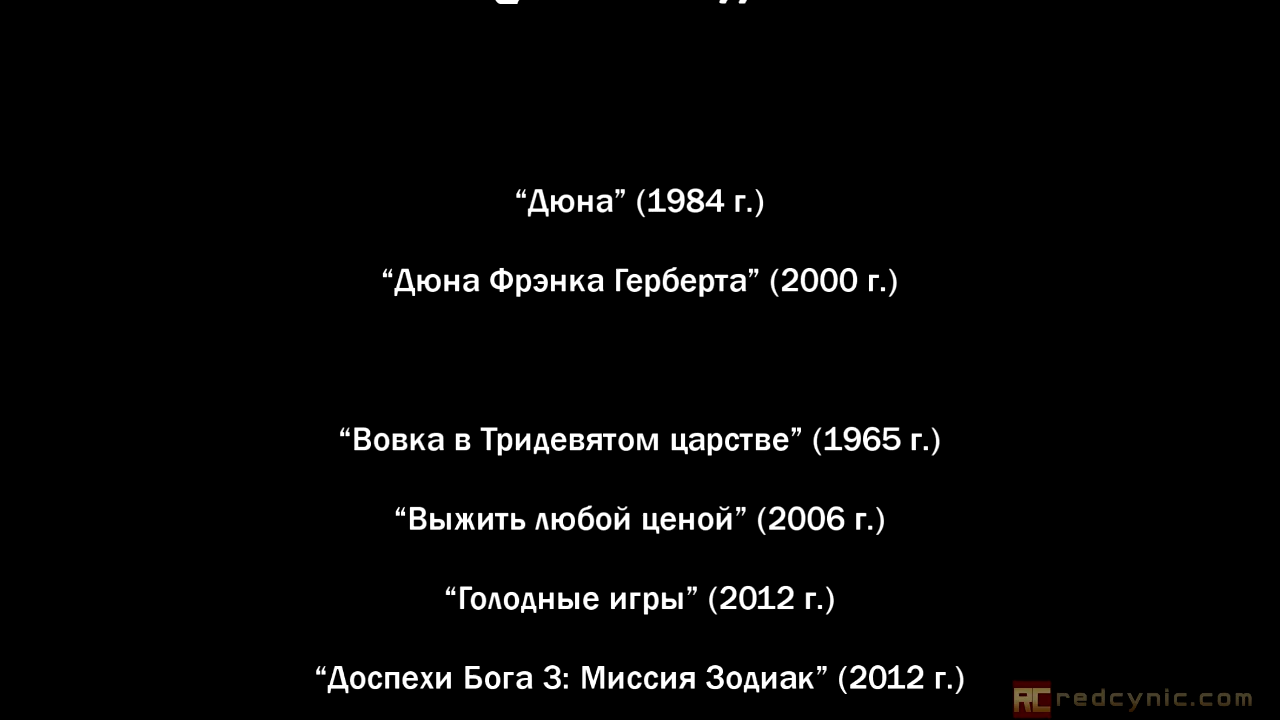 “Дюна” (1984 г.)
“Дюна Фрэнка Герберта” (2000 г.)
“Вовка в Тридевятом царстве” (1965 г.)
“Выжить любой ценой” (2006 г.)
“Голодные игры” (2012 г.)
“Доспехи Бога 3: Миссия Зодиак” (2012 г.)
RC redcynic.com